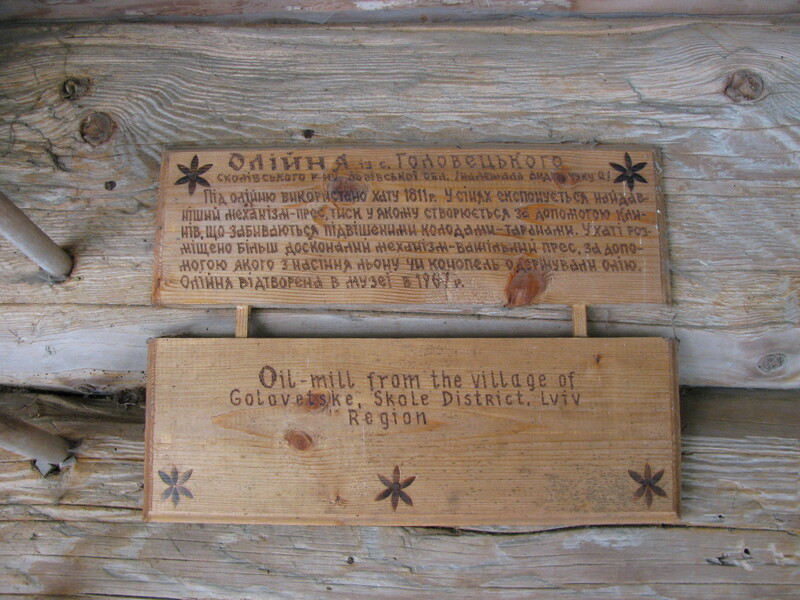 Олійня із с. Головецького
Сколівського р-ну, Львівської обл. /належала
Під олійню використано хату 1811 р. У сінях експонується найдав-
ніший механізм-прес, тиск у якому створюється за допомогою кли-
нів, що забиваються підвішеними колодами-таранами. У хаті роз-
міщено більш досконалий механізм-важільний прес, за допо-
могою якого з насіння льону чи конопель одержували олію.
Олійня відтворена в музеї в р.
Oil-mill from the village of
Golovetske, Skole District, Lviv
Region